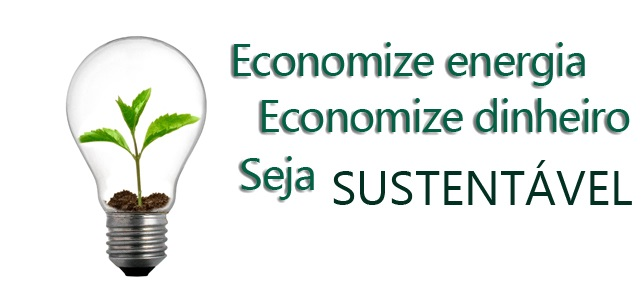 Economize energia
Economize dinheiro
Seja SUSTENTÁVEL